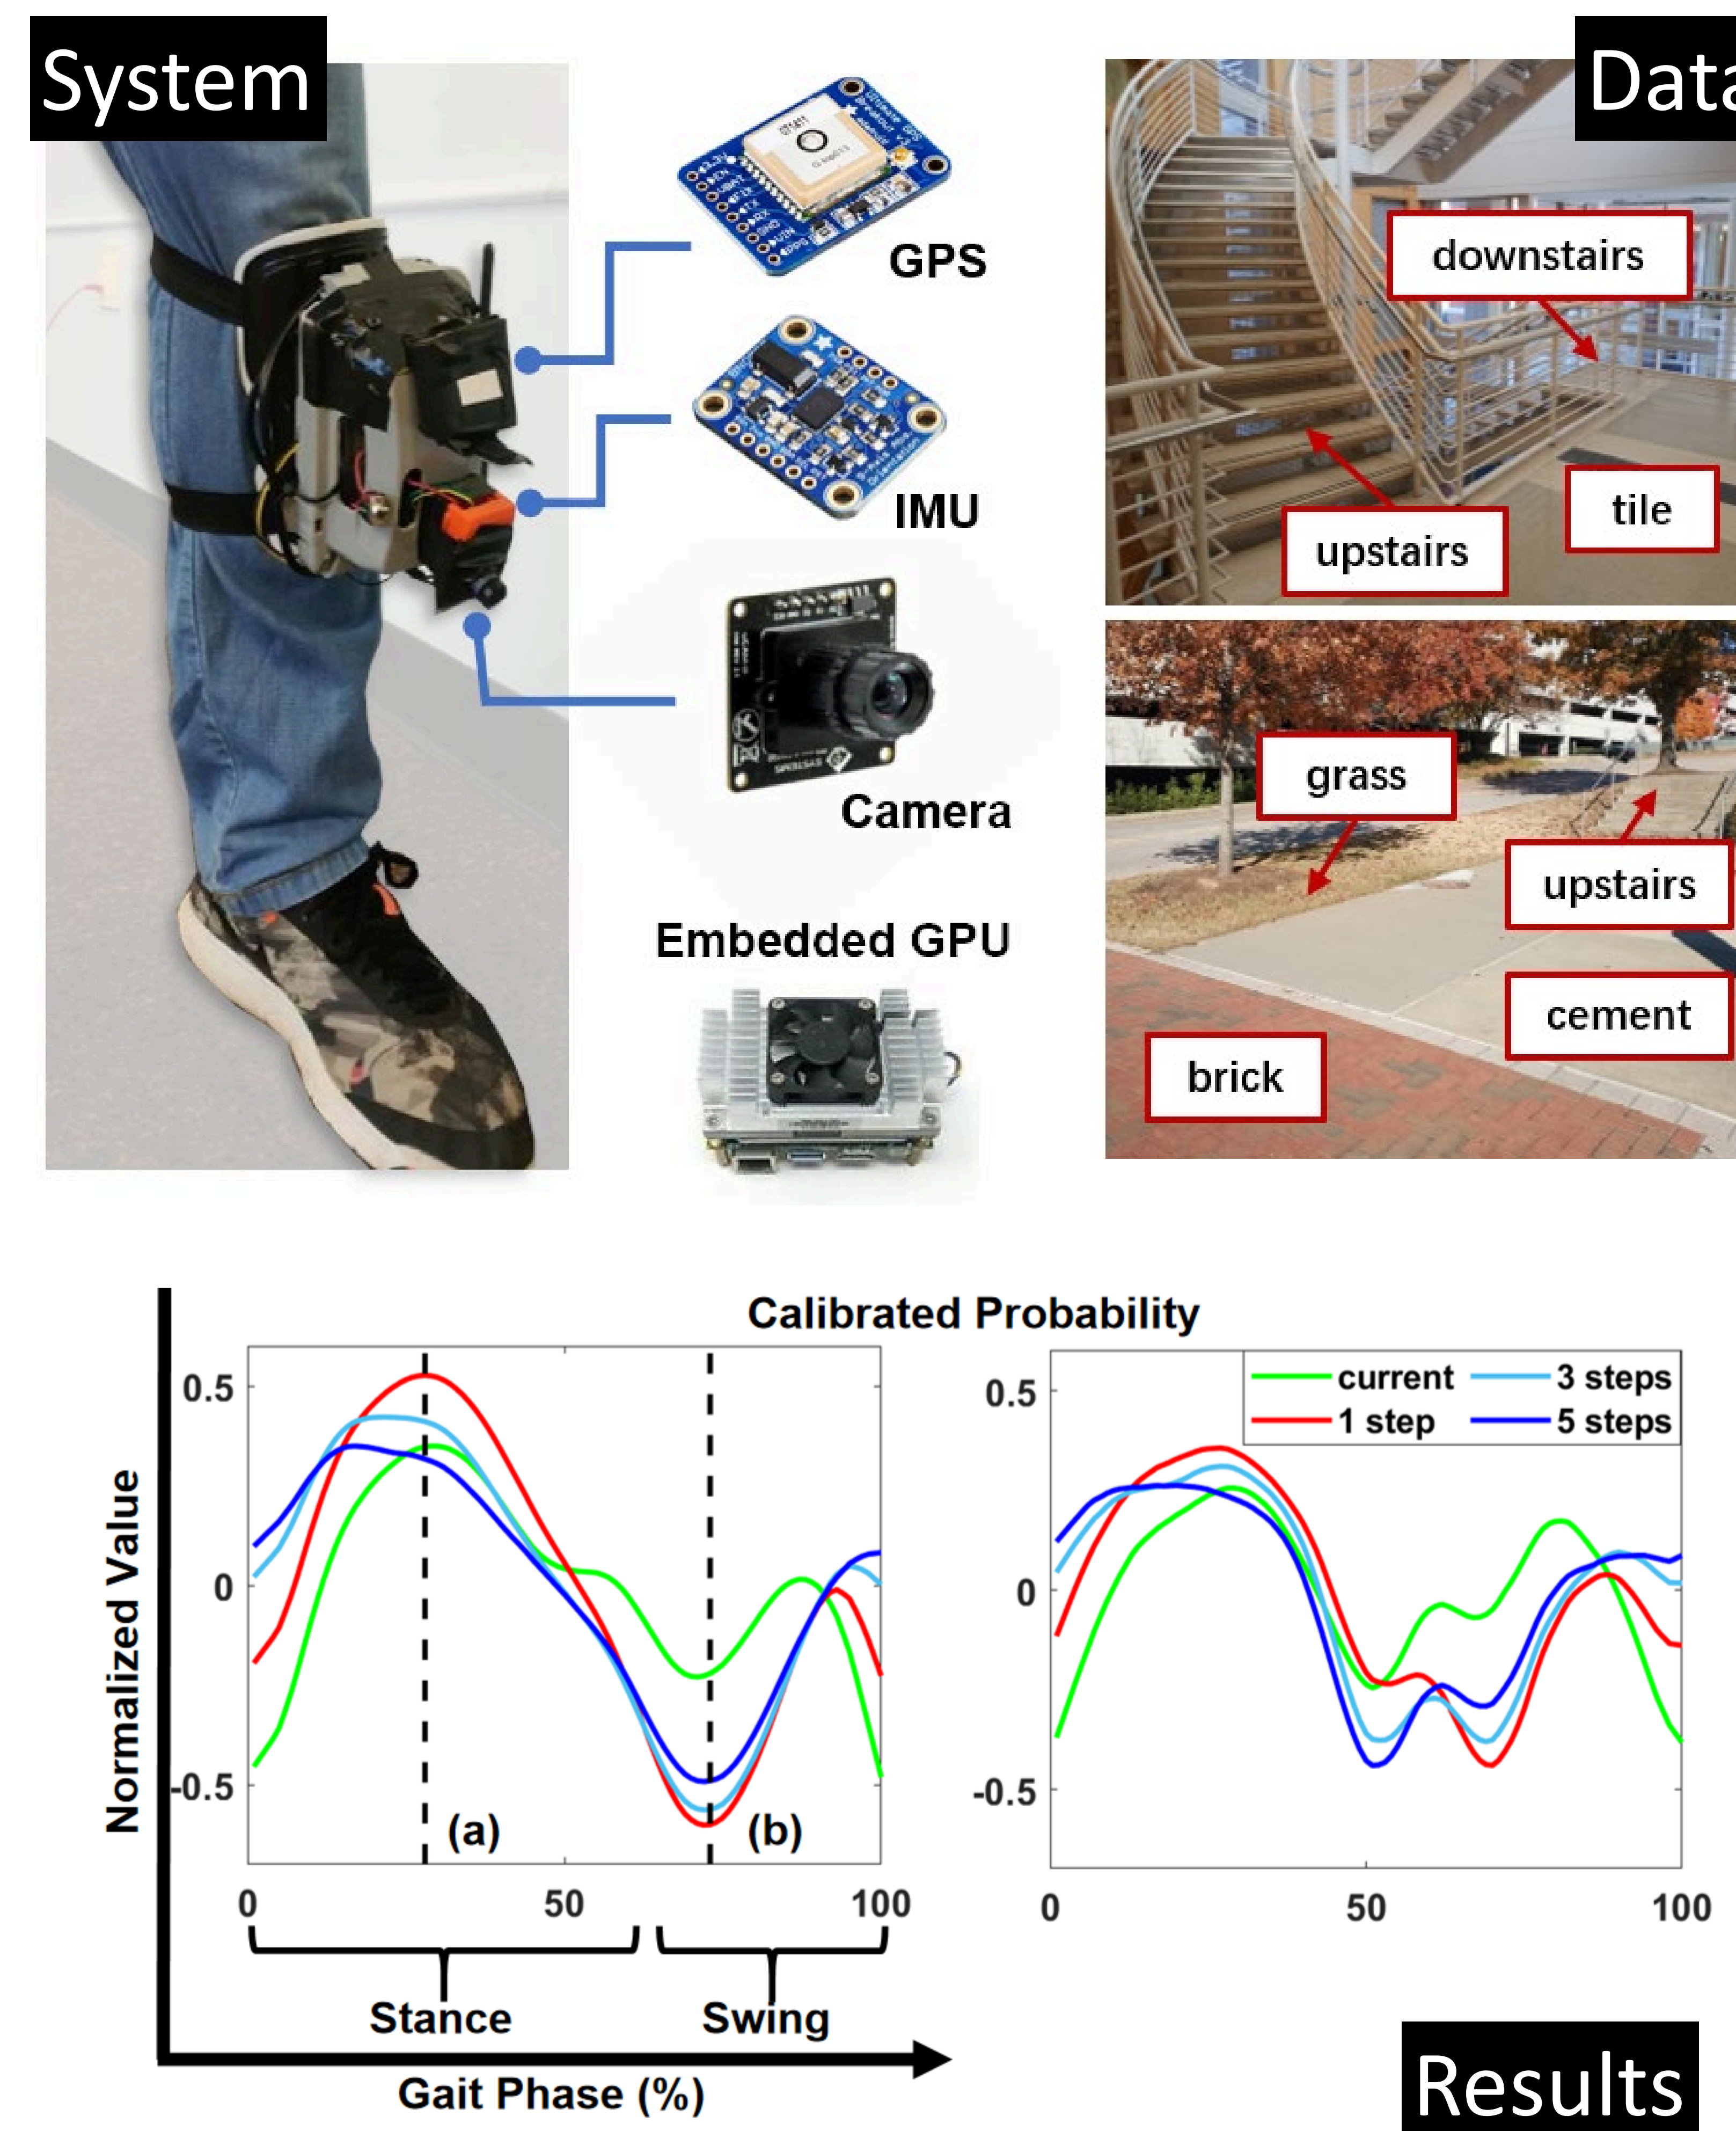 System
Data
GPS
IMU
Camera
Embedded GPU
downstairs
upstairs
tile
grass
upstairs
cement
brick
Calibrated Probability
Normalized Value
0.5
0
-0.5
(a)
(b)
0
50
100
Stance
Swing
Gait Phase (%)
current
3 steps
1 step
5 steps
0.5
0
-0.5
0
50
100
Results